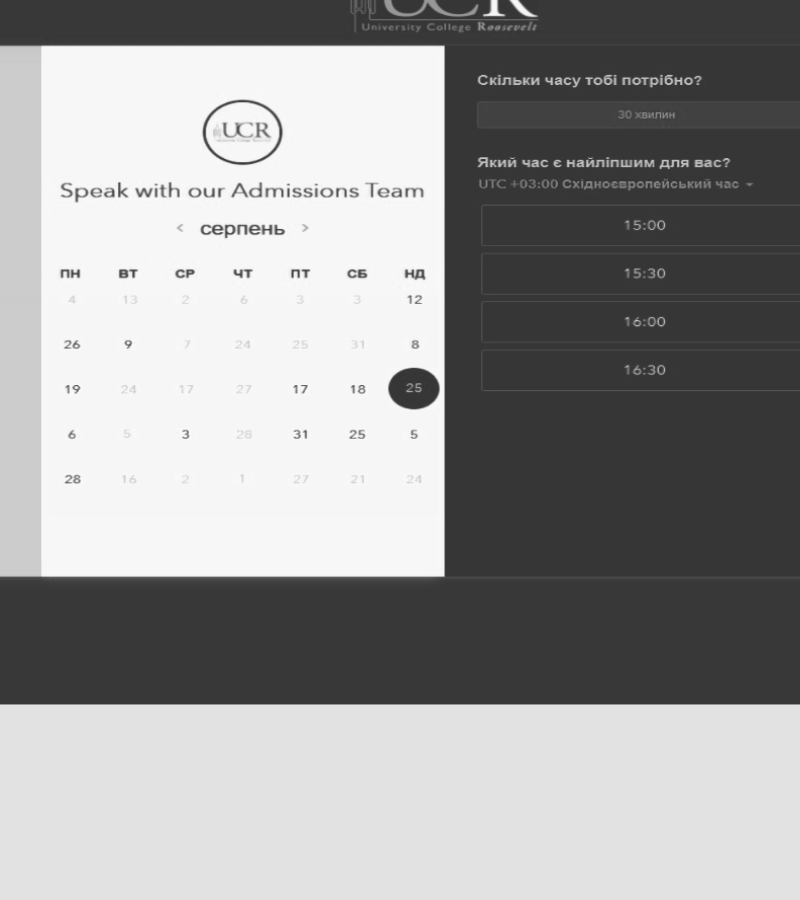 UCR
University College Roosevelt
UCR
Speak with our Admissions Team
< серпень >
ПН ВТ СР ЧТ ПТ СБ НД
4 13 2 6 3 3 12
26 9 7 24 25 31 8
19 24 17 27 17 18 25
6 5 3 28 31 25 5
28 16 2 1 27 21 24
Скільки часу тобі потрібно?
30 хвилин
Який час є найліпшим для вас?
UTC +03:00 Східноєвропейський час
15:00
15:30
16:00
16:30